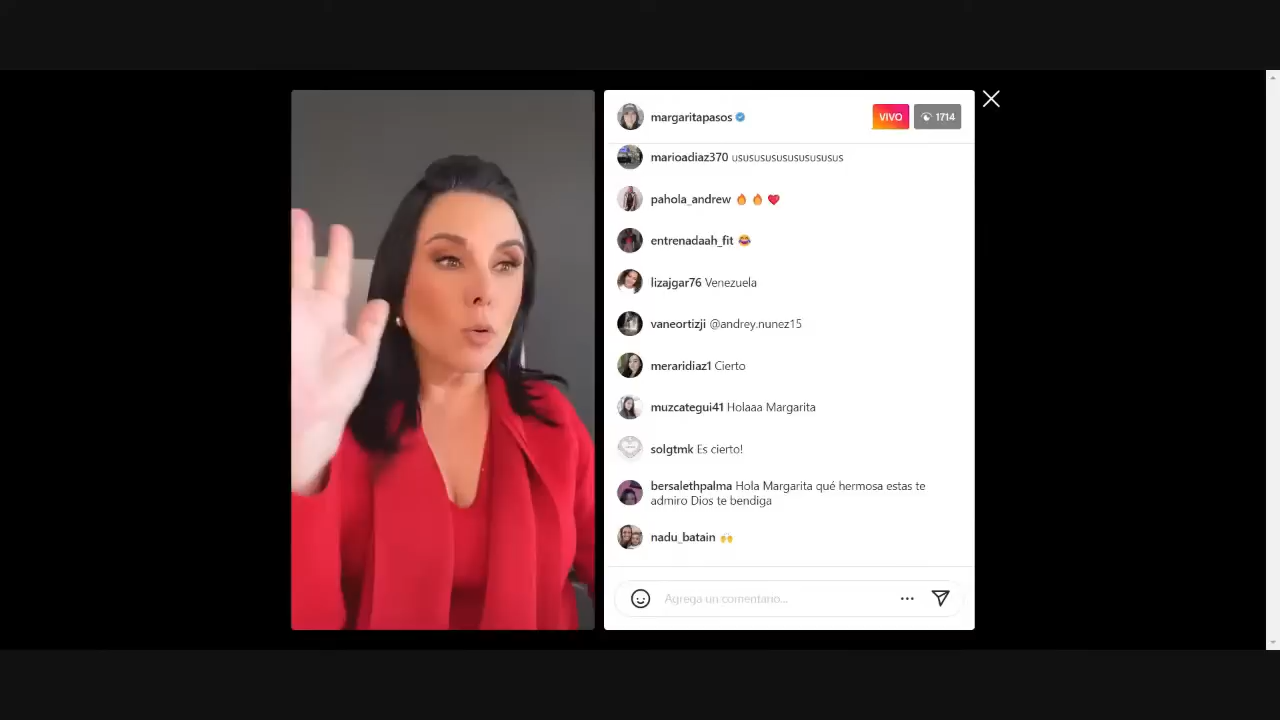 margaritapasos
VIVO
1714
marioadiaz370 usususususususususus
pahola_andrew 🔥 🔥 ❤️
entrenadaah_fit 😂
lizajgar76 Venezuela
vaneortizji @andrey.nunez15
meraridiaz1 Cierto
muzcategui41 Holaaa Margarita
solgtmk Es cierto!
bersalethpalma Hola Margarita qué hermosa estas te
admiro Dios te bendiga
nadu_batain 🙌
Agrega un comentario...